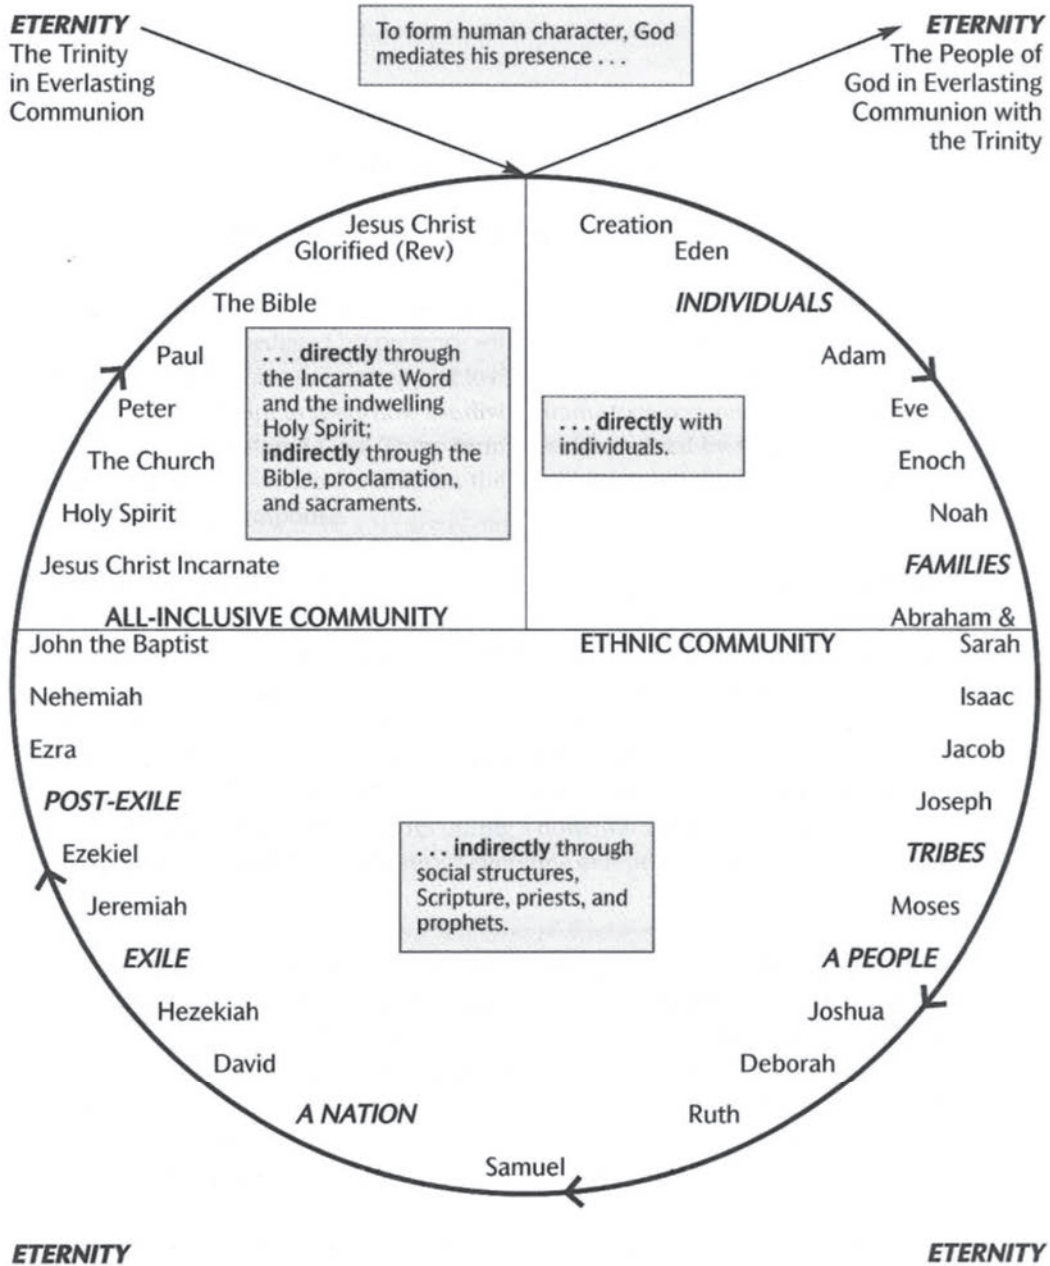 ETERNITY
The Trinity
in Everlasting
Communion
To form human character, God
mediates his presence . . .
ETERNITY
The People of
God in Everlasting
Communion with
the Trinity
Creation
Eden
INDIVIDUALS
Adam
Eve
Enoch
Noah
FAMILIES
Abraham &
Sarah
. . . directly with
individuals.
ETHNIC COMMUNITY
Isaac
Jacob
Joseph
TRIBES
Moses
A PEOPLE
Joshua
Deborah
Ruth
Samuel
. . . indirectly through
social structures,
Scripture, priests, and
prophets.
A NATION
David
Hezekiah
EXILE
Jeremiah
Ezekiel
POST-EXILE
Ezra
Nehemiah
John the Baptist
ALL-INCLUSIVE COMMUNITY
Jesus Christ Incarnate
Holy Spirit
The Church
Peter
Paul
The Bible
Jesus Christ
Glorified (Rev)
. . . directly through
the Incarnate Word
and the indwelling
Holy Spirit;
indirectly through the
Bible, proclamation,
and sacraments.
ETERNITY
ETERNITY